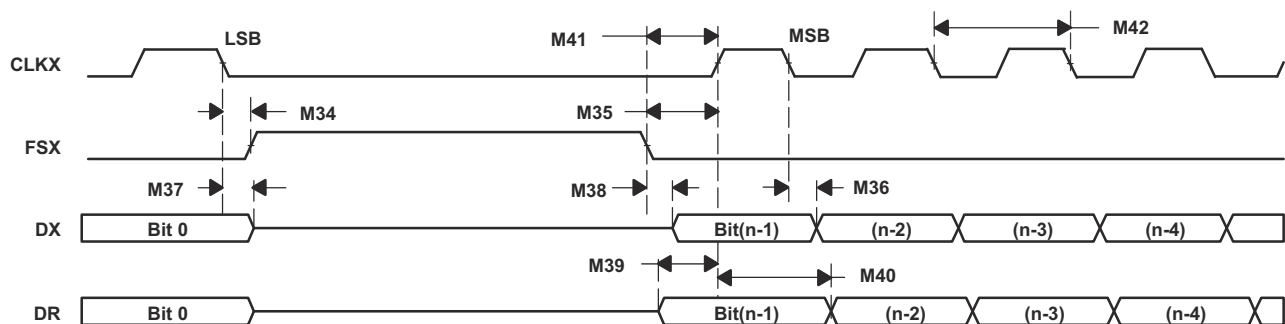 LSB
M41
MSB
M42
CLKX
M34
M35
FSX
M37
M38
M36
DX
Bit 0
Bit(n-1)
(n-2)
(n-3)
(n-4)
M39
M40
DR
Bit 0
Bit(n-1)
(n-2)
(n-3)
(n-4)